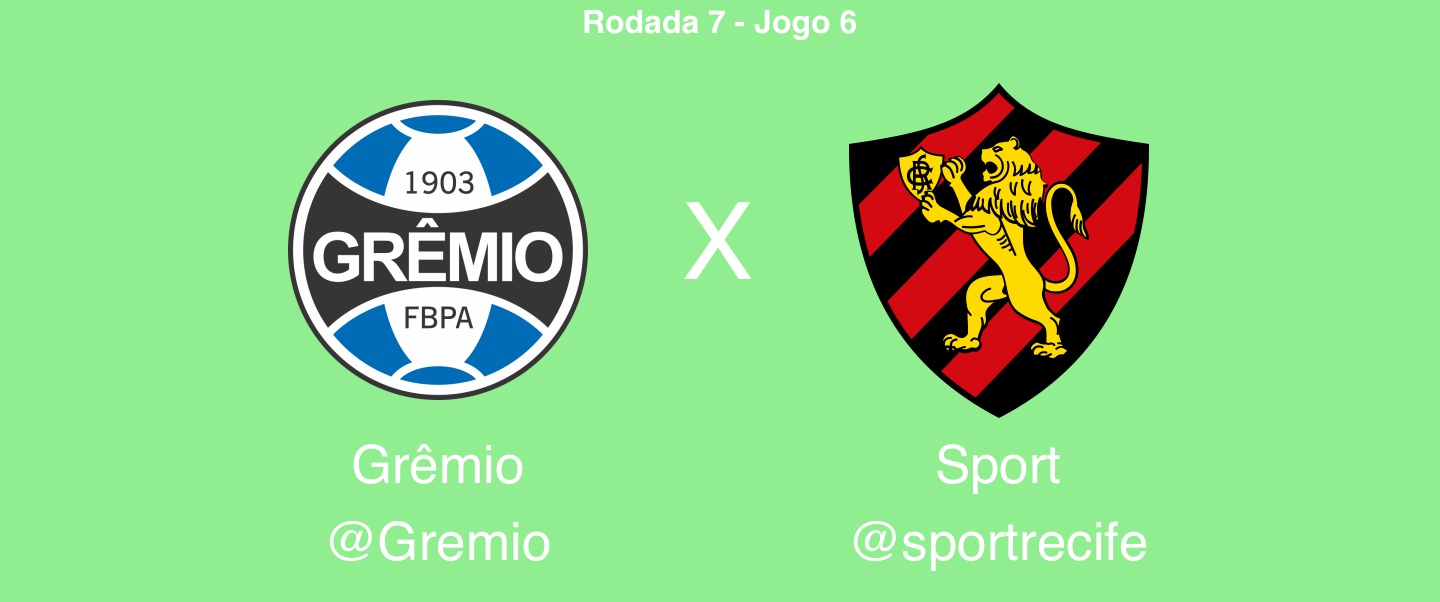 Rodada 7 - Jogo 6
1903
GRÊMIO
FBPA
X
Grêmio
Sport
@Gremio
@sportrecife